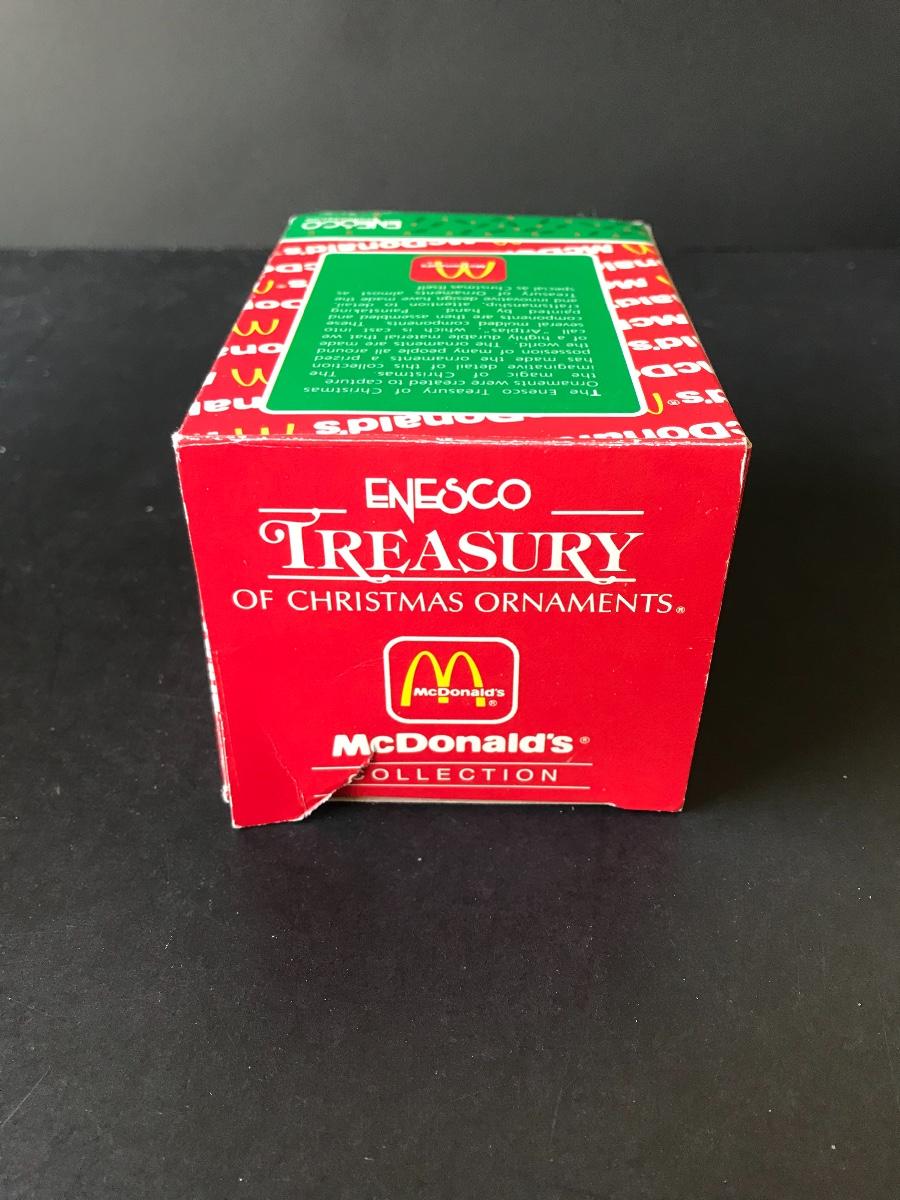 ENESCO
TREASURY
OF CHRISTMAS ORNAMENTS®
McDonald's®
McDonald's®
COLLECTION
The Enesco Treasury of Christmas
Ornaments were created to capture
the magic of Christmas. The
imaginative detail of this collection
has made the ornaments a prized
possession of many people all around
the world. The ornaments are made
of a highly durable material that we
call "Artplas", which is cast into
several molded components. These
components are then assembled and
painted by hand. Painstaking
craftsmanship, attention to detail,
and innovative design have made the
Treasury of Ornaments almost as
special as Christmas itself.
McDonald's
ENESCO
McDonald's
McDonald's